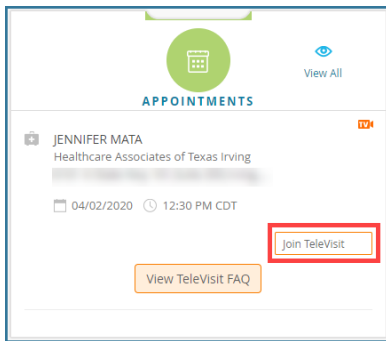 View All
APPOINTMENTS
TV
JENNIFER MATA
Healthcare Associates of Texas Irving
04/02/2020 12:30 PM CDT
Join TeleVisit
View TeleVisit FAQ